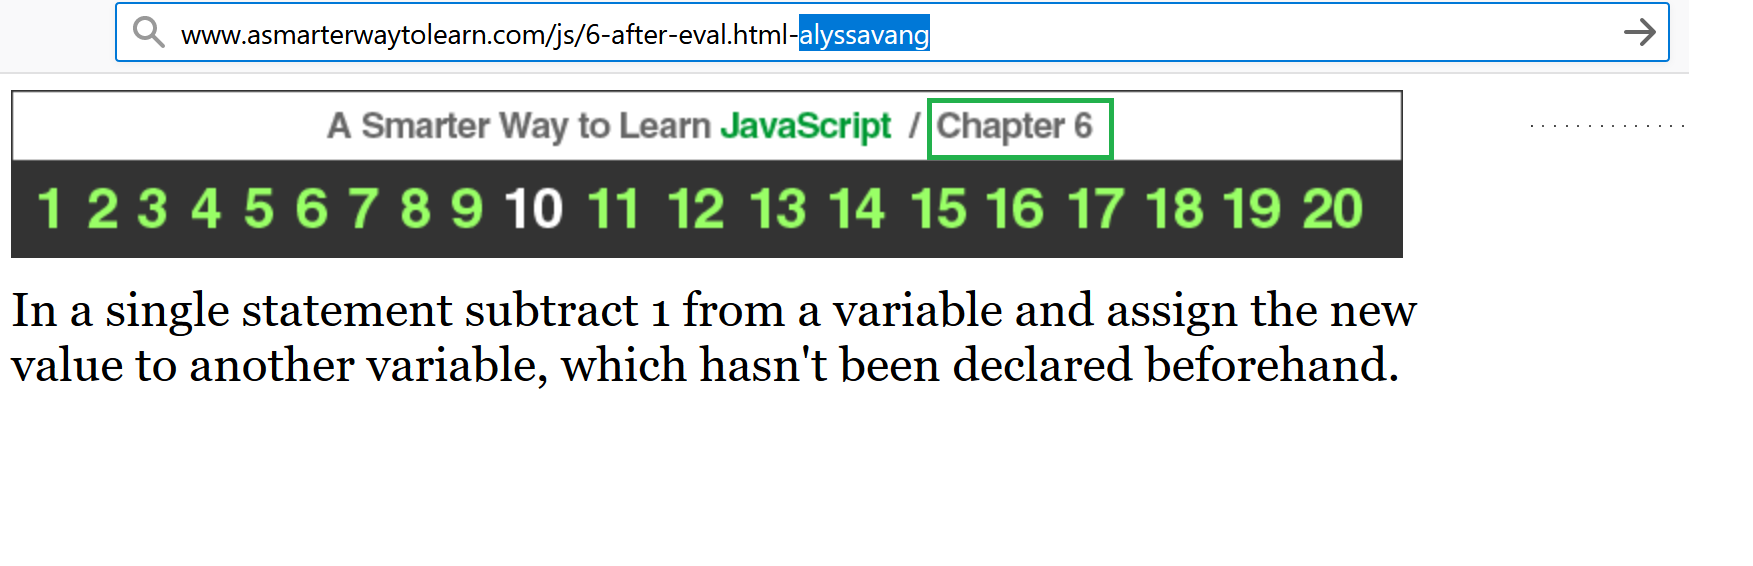 www.asmarterwaytolearn.com/js/6-after-eval.html-alyssavang
A Smarter Way to Learn JavaScript / Chapter 6
1 2 3 4 5 6 7 8 9 10 11 12 13 14 15 16 17 18 19 20
In a single statement subtract 1 from a variable and assign the new
value to another variable, which hasn't been declared beforehand.